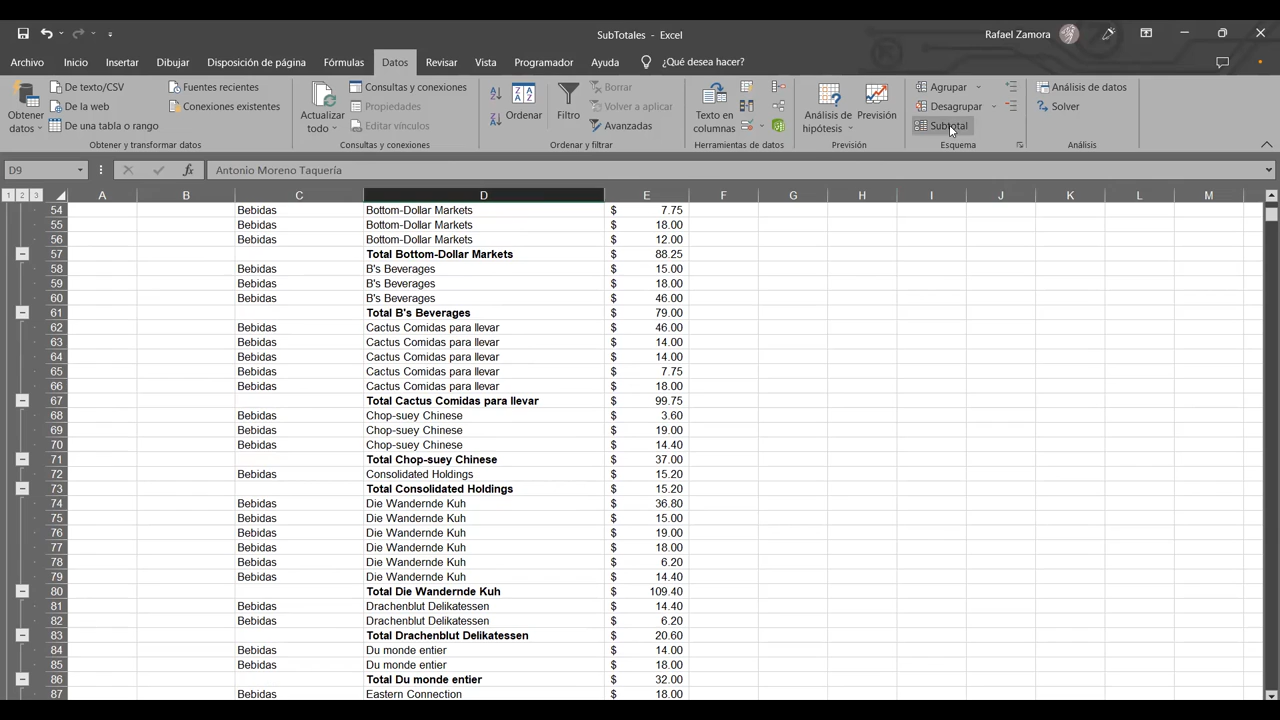 SubTotales - Excel
Rafael Zamora
Archivo Inicio Insertar Dibujar Disposición de página Fórmulas Datos Revisar Vista Programador Ayuda ¿Qué desea hacer?
Obtener datos
De texto/CSV
De la web
De una tabla o rango
Fuentes recientes
Conexiones existentes
Obtener y transformar datos
Actualizar todo
Consultas y conexiones
Propiedades
Editar vínculos
Consultas y conexiones
Ordenar
Filtro
Borrar
Volver a aplicar
Avanzadas
Ordenar y filtrar
Texto en columnas
Herramientas de datos
Análisis de hipótesis
Previsión
Previsión
Agrupar
Desagrupar
Subtotal
Esquema
Análisis de datos
Solver
Análisis
D9 fx Antonio Moreno Taquería
1 2 3 A B C D E F G H I J K L M
54 Bebidas Bottom-Dollar Markets $ 7.75
55 Bebidas Bottom-Dollar Markets $ 18.00
56 Bebidas Bottom-Dollar Markets $ 12.00
57 Total Bottom-Dollar Markets $ 88.25
58 Bebidas B's Beverages $ 15.00
59 Bebidas B's Beverages $ 18.00
60 Bebidas B's Beverages $ 46.00
61 Total B's Beverages $ 79.00
62 Bebidas Cactus Comidas para llevar $ 46.00
63 Bebidas Cactus Comidas para llevar $ 14.00
64 Bebidas Cactus Comidas para llevar $ 14.00
65 Bebidas Cactus Comidas para llevar $ 7.75
66 Bebidas Cactus Comidas para llevar $ 18.00
67 Total Cactus Comidas para llevar $ 99.75
68 Bebidas Chop-suey Chinese $ 3.60
69 Bebidas Chop-suey Chinese $ 19.00
70 Bebidas Chop-suey Chinese $ 14.40
71 Total Chop-suey Chinese $ 37.00
72 Bebidas Consolidated Holdings $ 15.20
73 Total Consolidated Holdings $ 15.20
74 Bebidas Die Wandernde Kuh $ 36.80
75 Bebidas Die Wandernde Kuh $ 15.00
76 Bebidas Die Wandernde Kuh $ 19.00
77 Bebidas Die Wandernde Kuh $ 18.00
78 Bebidas Die Wandernde Kuh $ 6.20
79 Bebidas Die Wandernde Kuh $ 14.40
80 Total Die Wandernde Kuh $ 109.40
81 Bebidas Drachenblut Delikatessen $ 14.40
82 Bebidas Drachenblut Delikatessen $ 6.20
83 Total Drachenblut Delikatessen $ 20.60
84 Bebidas Du monde entier $ 14.00
85 Bebidas Du monde entier $ 18.00
86 Total Du monde entier $ 32.00
87 Bebidas Eastern Connection $ 18.00